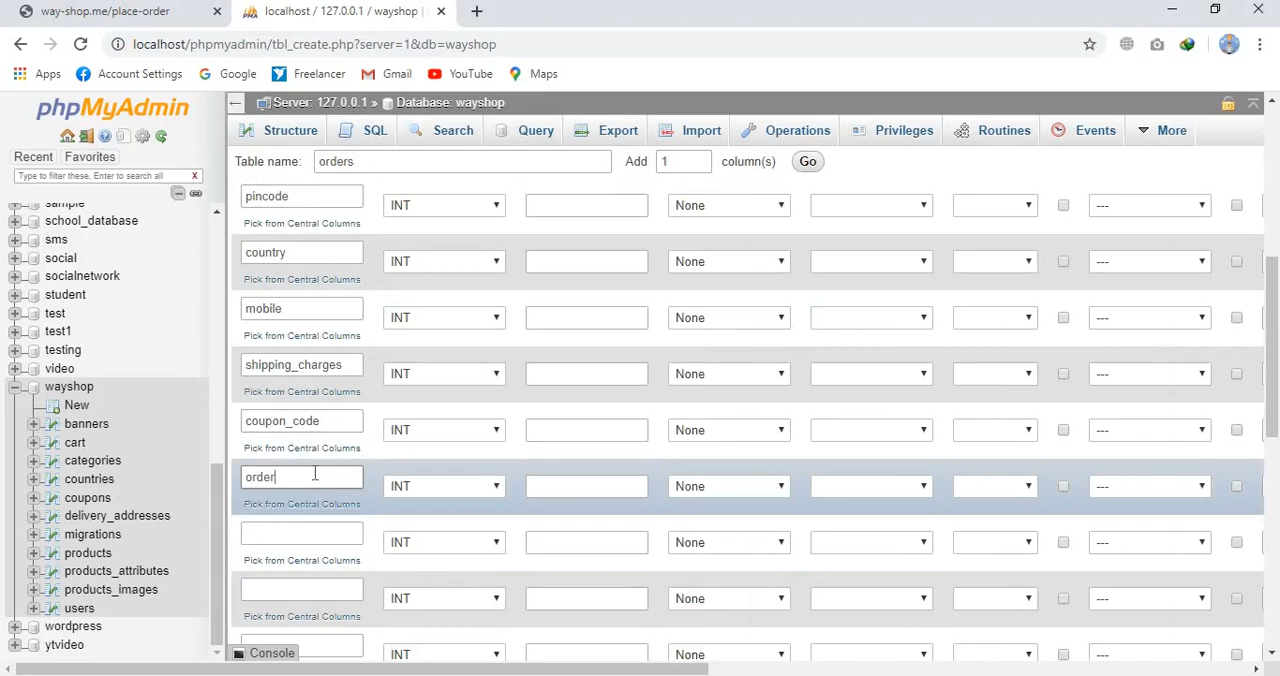 way-shop.me/place-order
localhost / 127.0.0.1 / wayshop |
localhost/phpmyadmin/tbl_create.php?server=1&db=wayshop
Apps Account Settings Google Freelancer Gmail YouTube Maps
phpMyAdmin
Recent Favorites
Type to filter these, Enter to search all X
sample
school_database
sms
social
socialnetwork
student
test
test1
testing
video
wayshop
New
banners
cart
categories
countries
coupons
delivery_addresses
migrations
products
products_attributes
products_images
users
wordpress
ytvideo
Server: 127.0.0.1 » Database: wayshop
Structure SQL Search Query Export Import Operations Privileges Routines Events More
Table name: orders Add 1 column(s) Go
pincode INT None ---
Pick from Central Columns
country INT None ---
Pick from Central Columns
mobile INT None ---
Pick from Central Columns
shipping_charges INT None ---
Pick from Central Columns
coupon_code INT None ---
Pick from Central Columns
order INT None ---
Pick from Central Columns
INT None ---
Pick from Central Columns
INT None ---
Pick from Central Columns
INT None ---
Console